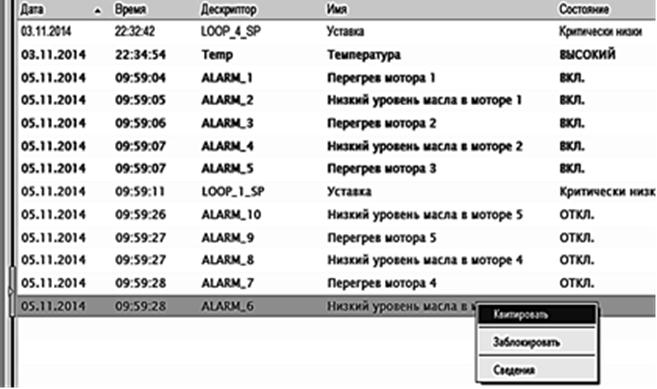 Дата Время Дескриптор Имя Состояние
03.11.2014 22:32:42 LOOP_4_SP Уставка Критически низки
03.11.2014 22:34:54 Temp Температура ВЫСОКИЙ
05.11.2014 09:59:04 ALARM_1 Перегрев мотора 1 ВКЛ.
05.11.2014 09:59:05 ALARM_2 Низкий уровень масла в моторе 1 ВКЛ.
05.11.2014 09:59:06 ALARM_3 Перегрев мотора 2 ВКЛ.
05.11.2014 09:59:07 ALARM_4 Низкий уровень масла в моторе 2 ВКЛ.
05.11.2014 09:59:07 ALARM_5 Перегрев мотора 3 ВКЛ.
05.11.2014 09:59:11 LOOP_1_SP Уставка Критически низк
05.11.2014 09:59:26 ALARM_10 Низкий уровень масла в моторе 5 ОТКЛ.
05.11.2014 09:59:27 ALARM_9 Перегрев мотора 5 ОТКЛ.
05.11.2014 09:59:27 ALARM_8 Низкий уровень масла в моторе 4 ОТКЛ.
05.11.2014 09:59:28 ALARM_7 Перегрев мотора 4 ОТКЛ.
05.11.2014 09:59:28 ALARM_6 Низкий уровень масла в м
Квитировать
Заблокировать
Сведения